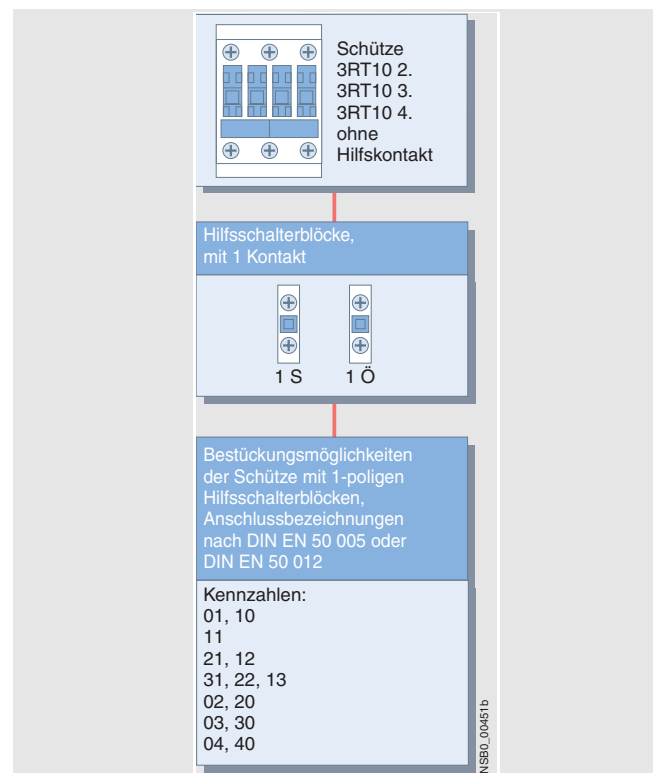 Schütze
3RT10 2.
3RT10 3.
3RT10 4.
ohne
Hilfskontakt
Hilfsschalterblöcke,
mit 1 Kontakt
1 S
1 Ö
Bestückungsmöglichkeiten
der Schütze mit 1-poligen
Hilfsschalterblöcken,
Anschlussbezeichnungen
nach DIN EN 50 005 oder
DIN EN 50 012
Kennzahlen:
01, 10
11
21, 12
31, 22, 13
02, 20
03, 30
04, 40
NSB0_00451b